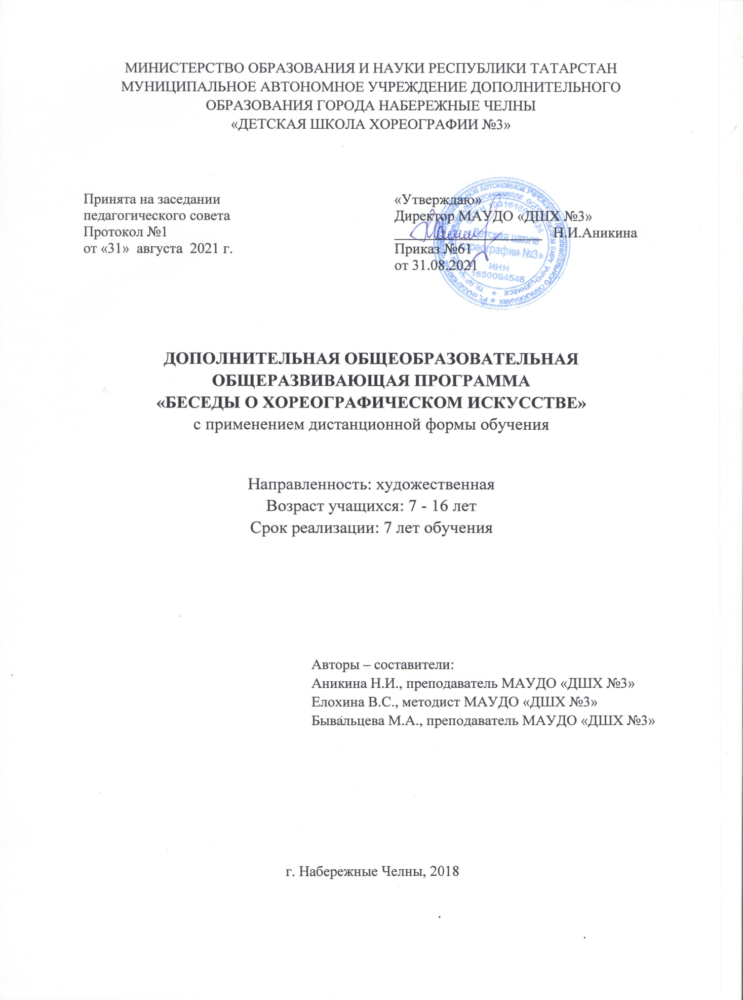 МИНИСТЕРСТВО ОБРАЗОВАНИЯ И НАУКИ РЕСПУБЛИКИ ТАТАРСТАН
МУНИЦИПАЛЬНОЕ АВТОНОМНОЕ УЧРЕЖДЕНИЕ ДОПОЛНИТЕЛЬНОГО
ОБРАЗОВАНИЯ ГОРОДА НАБЕРЕЖНЫЕ ЧЕЛНЫ
«ДЕТСКАЯ ШКОЛА ХОРЕОГРАФИИ №3»
Принята на заседании
педагогического совета
Протокол №1
от «31» августа 2021 г.
«Утверждаю»
Директор МАУДО «ДШХ №3»
Н.И.Аникина
Приказ №61
от 31.08.2021
«Детская школа
хореографии №3»
ИНН
1650084546
ДОПОЛНИТЕЛЬНАЯ ОБЩЕОБРАЗОВАТЕЛЬНАЯ
ОБЩЕРАЗВИВАЮЩАЯ ПРОГРАММА
«БЕСЕДЫ О ХОРЕОГРАФИЧЕСКОМ ИСКУССТВЕ»
с применением дистанционной формы обучения
Направленность: художественная
Возраст учащихся: 7 - 16 лет
Срок реализации: 7 лет обучения
Авторы – составители:
Аникина Н.И., преподаватель МАУДО «ДШХ №3»
Елохина В.С., методист МАУДО «ДШХ №3»
Бывальцева М.А., преподаватель МАУДО «ДШХ №3»
г. Набережные Челны, 2018